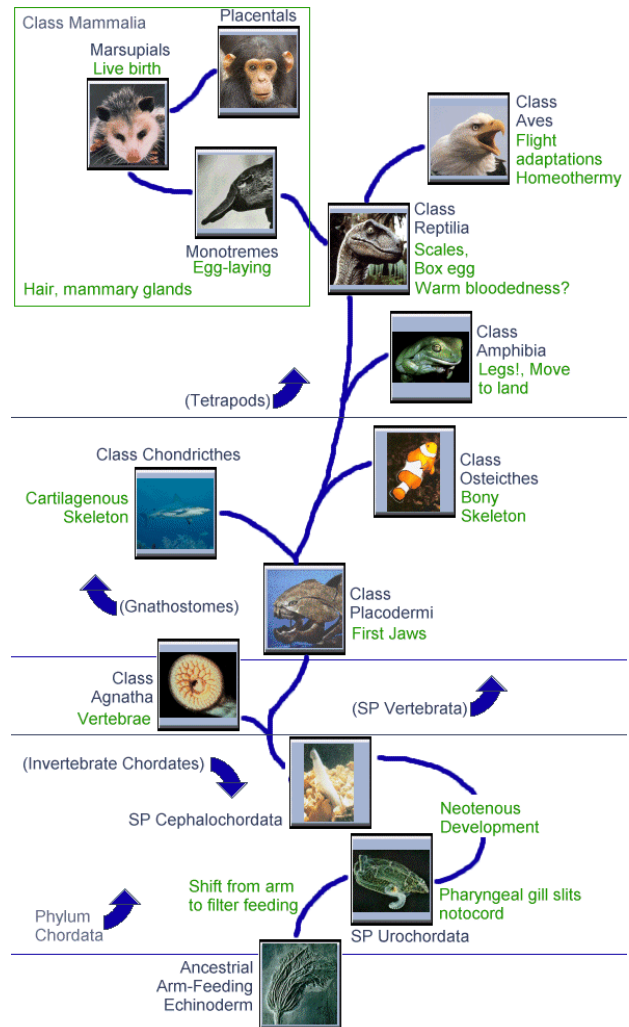 Class Mammalia
Placentals
Marsupials
Live birth
Monotremes
Egg-laying
Hair, mammary glands
Class
Aves
Flight
adaptations
Homeothermy
Class
Reptilia
Scales,
Box egg
Warm bloodedness?
Class
Amphibia
Legs!, Move
to land
(Tetrapods)
Class Chondricthes
Cartilagenous
Skeleton
Class
Osteicthes
Bony
Skeleton
(Gnathostomes)
Class
Placodermi
First Jaws
Class
Agnatha
Vertebrae
(SP Vertebrata)
(Invertebrate Chordates)
SP Cephalochordata
Neotenous
Development
Shift from arm
to filter feeding
Pharyngeal gill slits
notocord
SP Urochordata
Phylum
Chordata
Ancestral
Arm-Feeding
Echinoderm